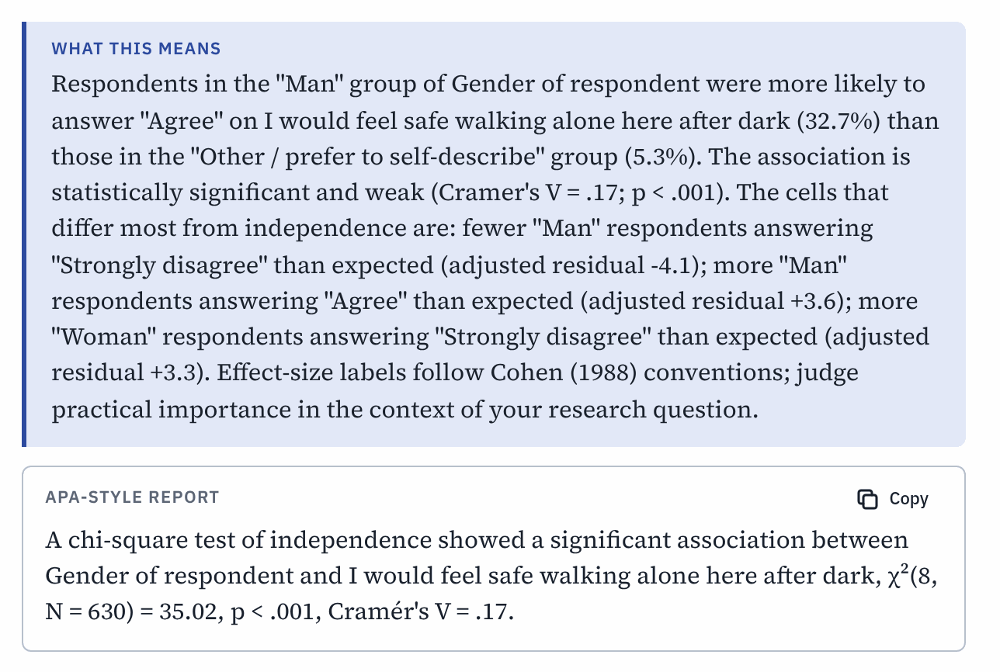 WHAT THIS MEANS
Respondents in the "Man" group of Gender of respondent were more likely to
answer "Agree" on I would feel safe walking alone here after dark (32.7%) than
those in the "Other / prefer to self-describe" group (5.3%). The association is
statistically significant and weak (Cramer's V = .17; p < .001). The cells that
differ most from independence are: fewer "Man" respondents answering
"Strongly disagree" than expected (adjusted residual -4.1); more "Man"
respondents answering "Agree" than expected (adjusted residual +3.6); more
"Woman" respondents answering "Strongly disagree" than expected (adjusted
residual +3.3). Effect-size labels follow Cohen (1988) conventions; judge
practical importance in the context of your research question.
APA-STYLE REPORT
Copy
A chi-square test of independence showed a significant association between
Gender of respondent and I would feel safe walking alone here after dark, χ²(8,
N = 630) = 35.02, p < .001, Cramér's V = .17.